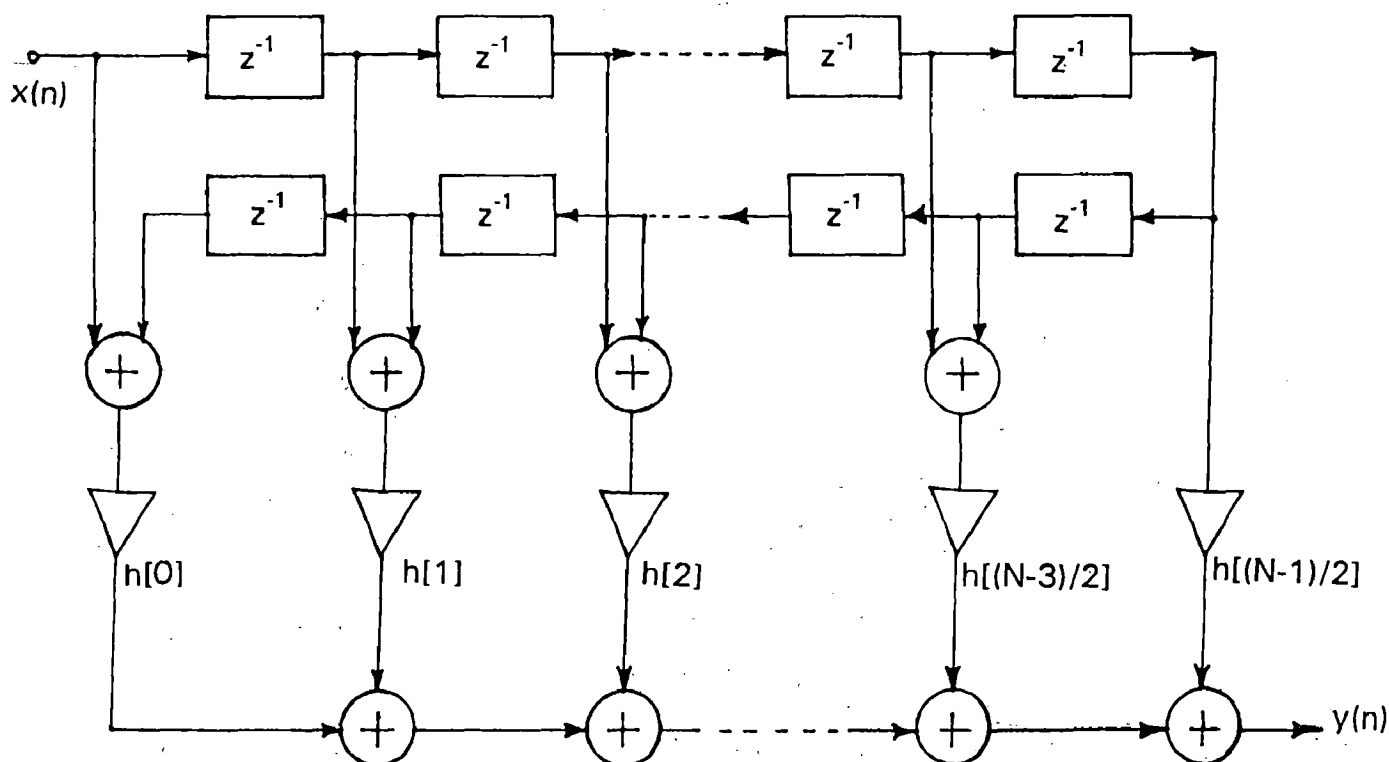 z⁻¹ z⁻¹ z⁻¹ z⁻¹
x(n)
z⁻¹ z⁻¹ z⁻¹ z⁻¹
+ + + +
h[0] h[1] h[2] h[(N-3)/2] h[(N-1)/2]
+ + + + y(n)